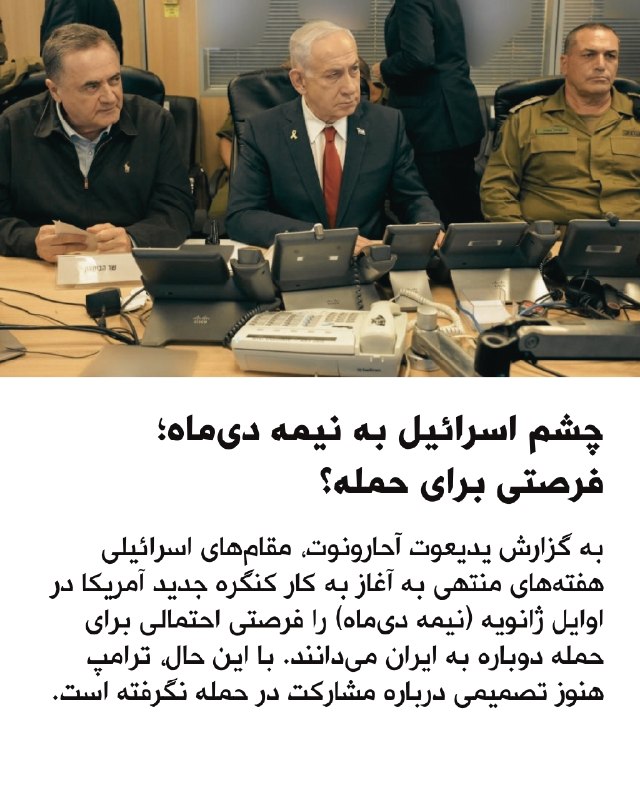 שר הביטחון
چشم اسرائیل به نیمه دی‌ماه؛
فرصتی برای حمله؟
به گزارش یدیعوت آحارونوت، مقام‌های اسرائیلی
هفته‌های منتهی به آغاز به کار کنگره جدید آمریکا در
اوایل ژانویه (نیمه دی‌ماه) را فرصتی احتمالی برای
حمله دوباره به ایران می‌دانند. با این حال، ترامپ
هنوز تصمیمی درباره مشارکت در حمله نگرفته است.